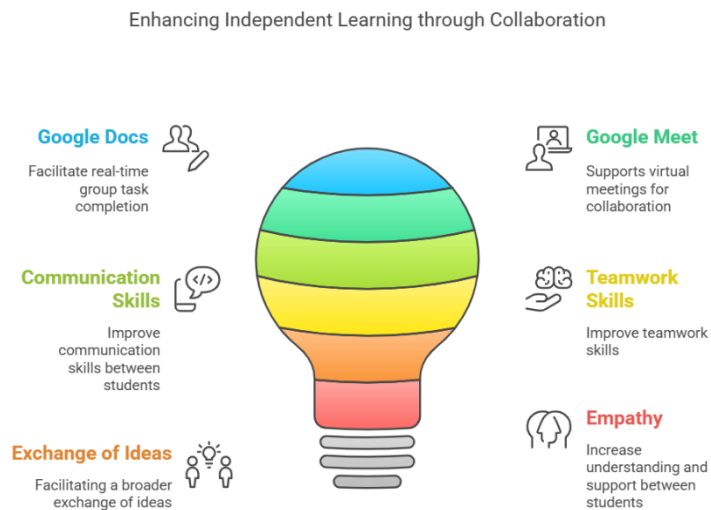 Enhancing Independent Learning through Collaboration
Google Docs
Facilitate real-time
group task
completion
Google Meet
Supports virtual
meetings for
collaboration
Communication
Skills
Improve
communication
skills between
students
Teamwork
Skills
Improve teamwork
skills
Exchange of Ideas
Facilitating a broader
exchange of ideas
Empathy
Increase
understanding and
support between
students